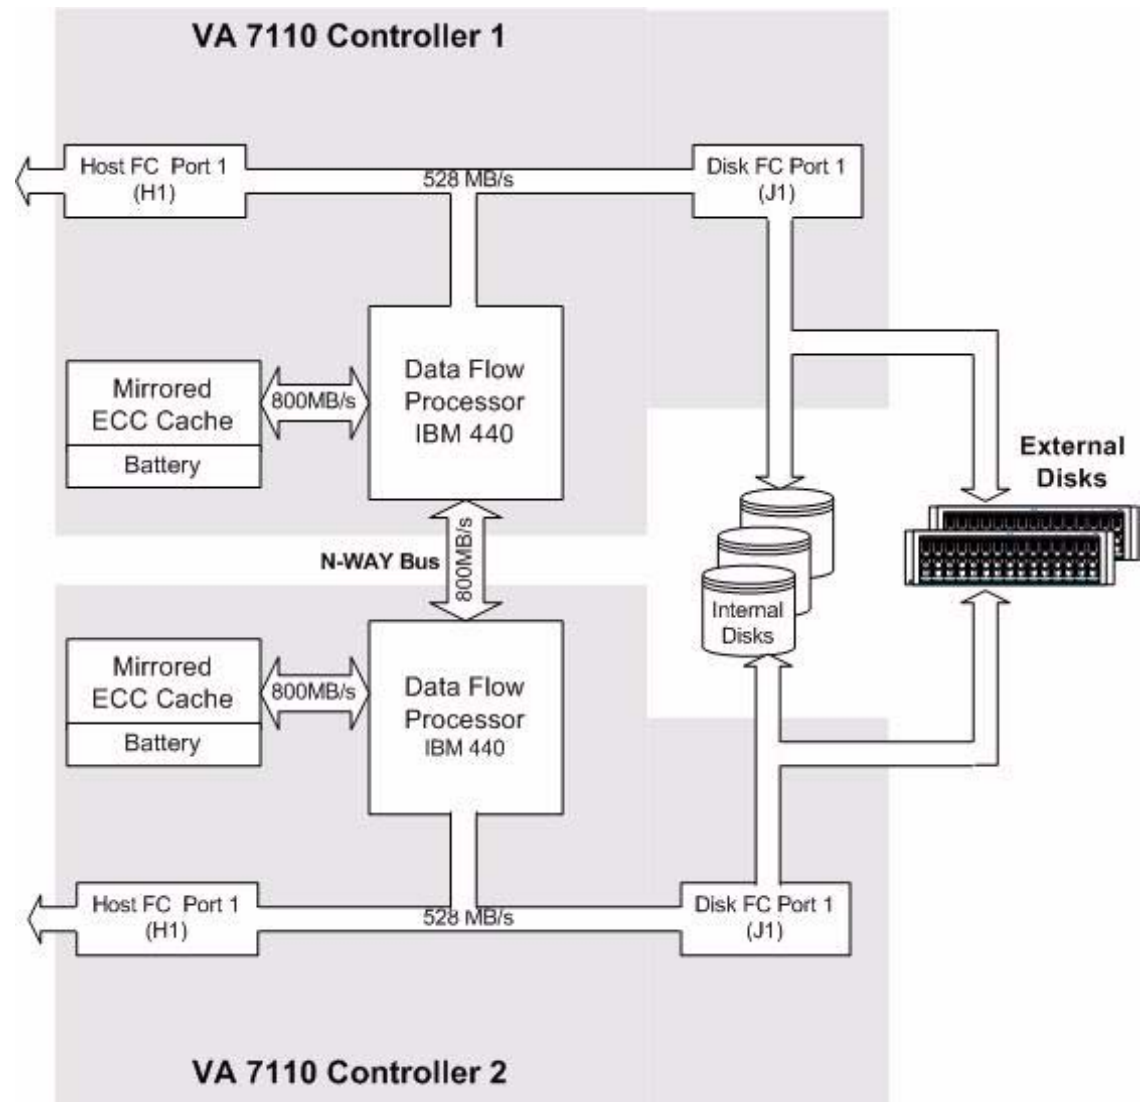 VA 7110 Controller 1
Host FC Port 1
(H1)
528 MB/s
Disk FC Port 1
(J1)
Mirrored
ECC Cache
Battery
800MB/s
Data Flow
Processor
IBM 440
External
Disks
N-WAY Bus
800MB/s
Internal
Disks
Mirrored
ECC Cache
Battery
800MB/s
Data Flow
Processor
IBM 440
Host FC Port 1
(H1)
528 MB/s
Disk FC Port 1
(J1)
VA 7110 Controller 2